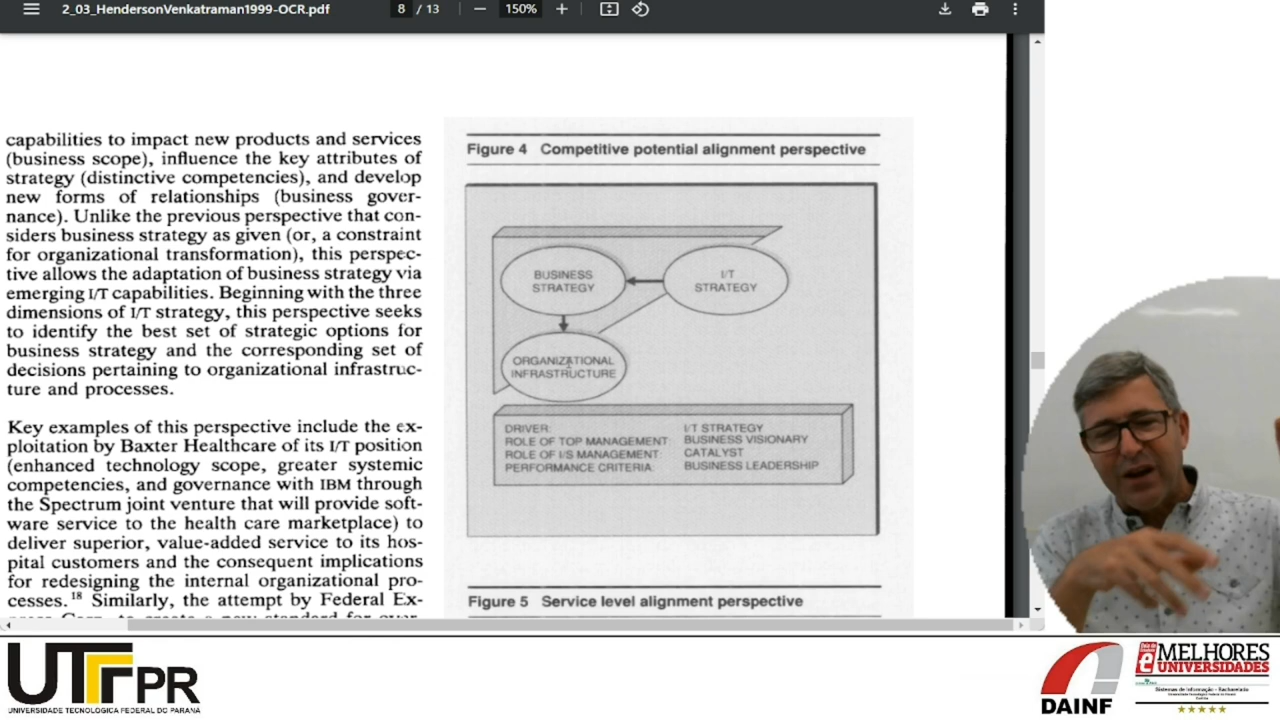 2_03_HendersonVenkatraman1999-OCR.pdf
8 / 13
150%
capabilities to impact new products and services
(business scope), influence the key attributes of
strategy (distinctive competencies), and develop
new forms of relationships (business gover-
nance). Unlike the previous perspective that con-
siders business strategy as given (or, a constraint
for organizational transformation), this perspec-
tive allows the adaptation of business strategy via
emerging I/T capabilities. Beginning with the three
dimensions of I/T strategy, this perspective seeks
to identify the best set of strategic options for
business strategy and the corresponding set of
decisions pertaining to organizational infrastruc-
ture and processes.
Key examples of this perspective include the ex-
ploitation by Baxter Healthcare of its I/T position
(enhanced technology scope, greater systemic
competencies, and governance with IBM through
the Spectrum joint venture that will provide soft-
ware service to the health care marketplace) to
deliver superior, value-added service to its hos-
pital customers and the consequent implications
for redesigning the internal organizational pro-
cesses.18 Similarly, the attempt by Federal Ex-
Figure 4 Competitive potential alignment perspective
BUSINESS
STRATEGY
I/T
STRATEGY
ORGANIZATIONAL
INFRASTRUCTURE
DRIVER: I/T STRATEGY
ROLE OF TOP MANAGEMENT: BUSINESS VISIONARY
ROLE OF I/S MANAGEMENT: CATALYST
PERFORMANCE CRITERIA: BUSINESS LEADERSHIP
Figure 5 Service level alignment perspective
UTFPR
UNIVERSIDADE TECNOLÓGICA FEDERAL DO PARANÁ
DAINF
MELHORES
UNIVERSIDADES
Sistemas de Informação - Bacharelado